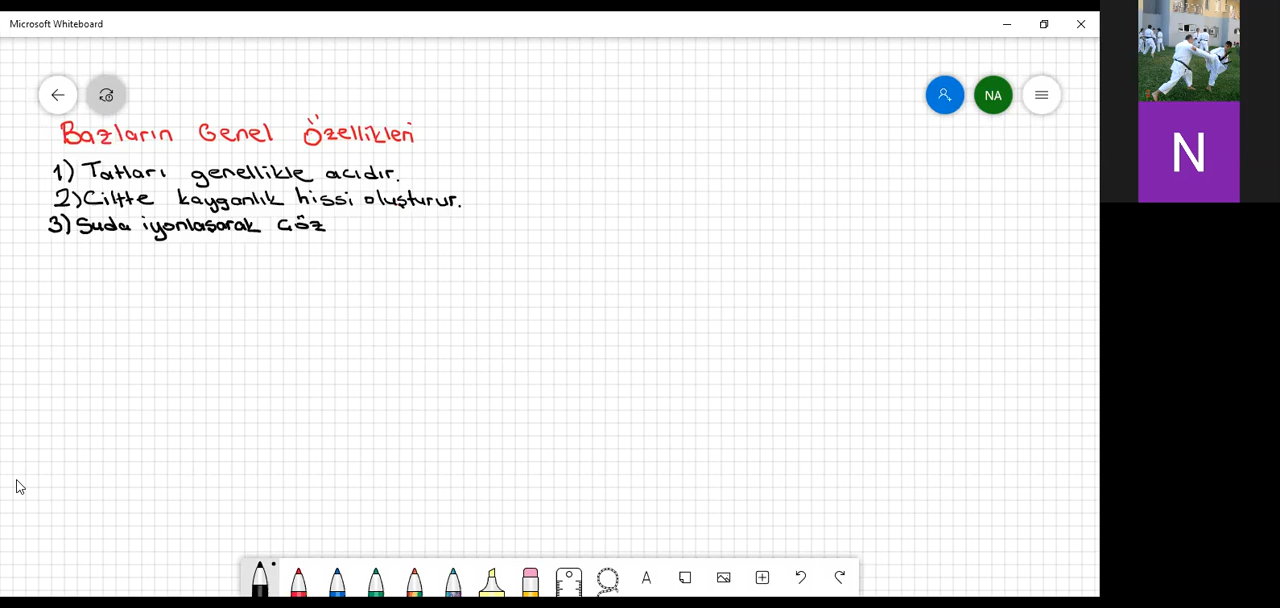 Microsoft Whiteboard
NA
N
Bazların Genel Özellikleri
1) Tatları genellikle acıdır.
2) Ciltte kayganlık hissi oluşturur.
3) Suda iyonlaşarak Çöz
A